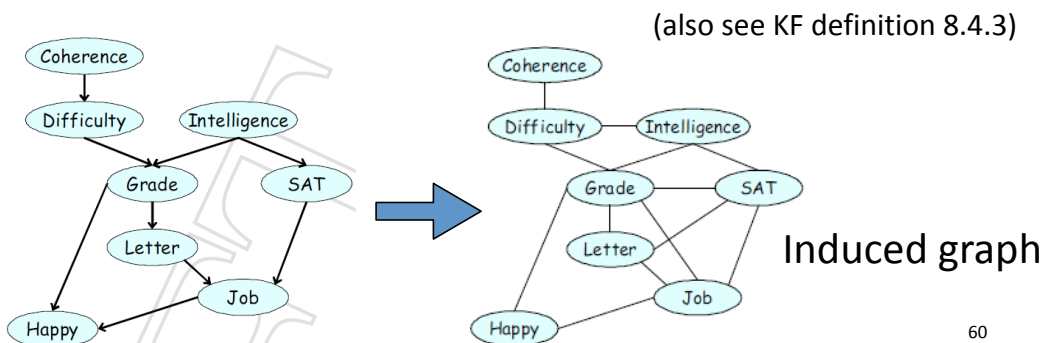 (also see KF definition 8.4.3)
Coherence
Difficulty
Intelligence
Grade
SAT
Letter
Job
Happy
Coherence
Difficulty
Intelligence
Grade
SAT
Letter
Job
Happy
Induced graph
60